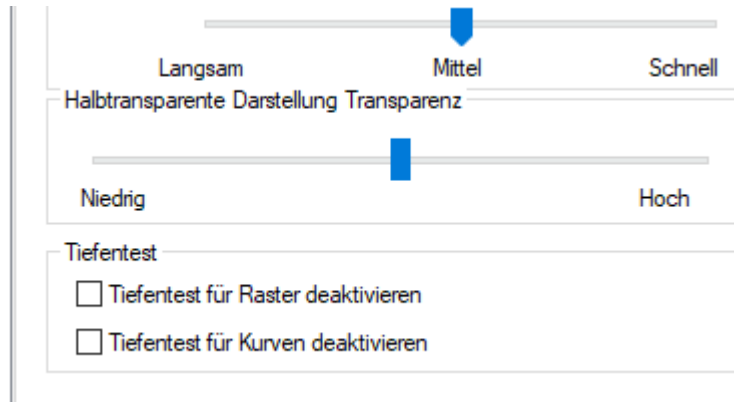 Langsam Mittel Schnell
Halbtransparente Darstellung Transparenz
Niedrig Hoch
Tiefentest
Tiefentest für Raster deaktivieren
Tiefentest für Kurven deaktivieren